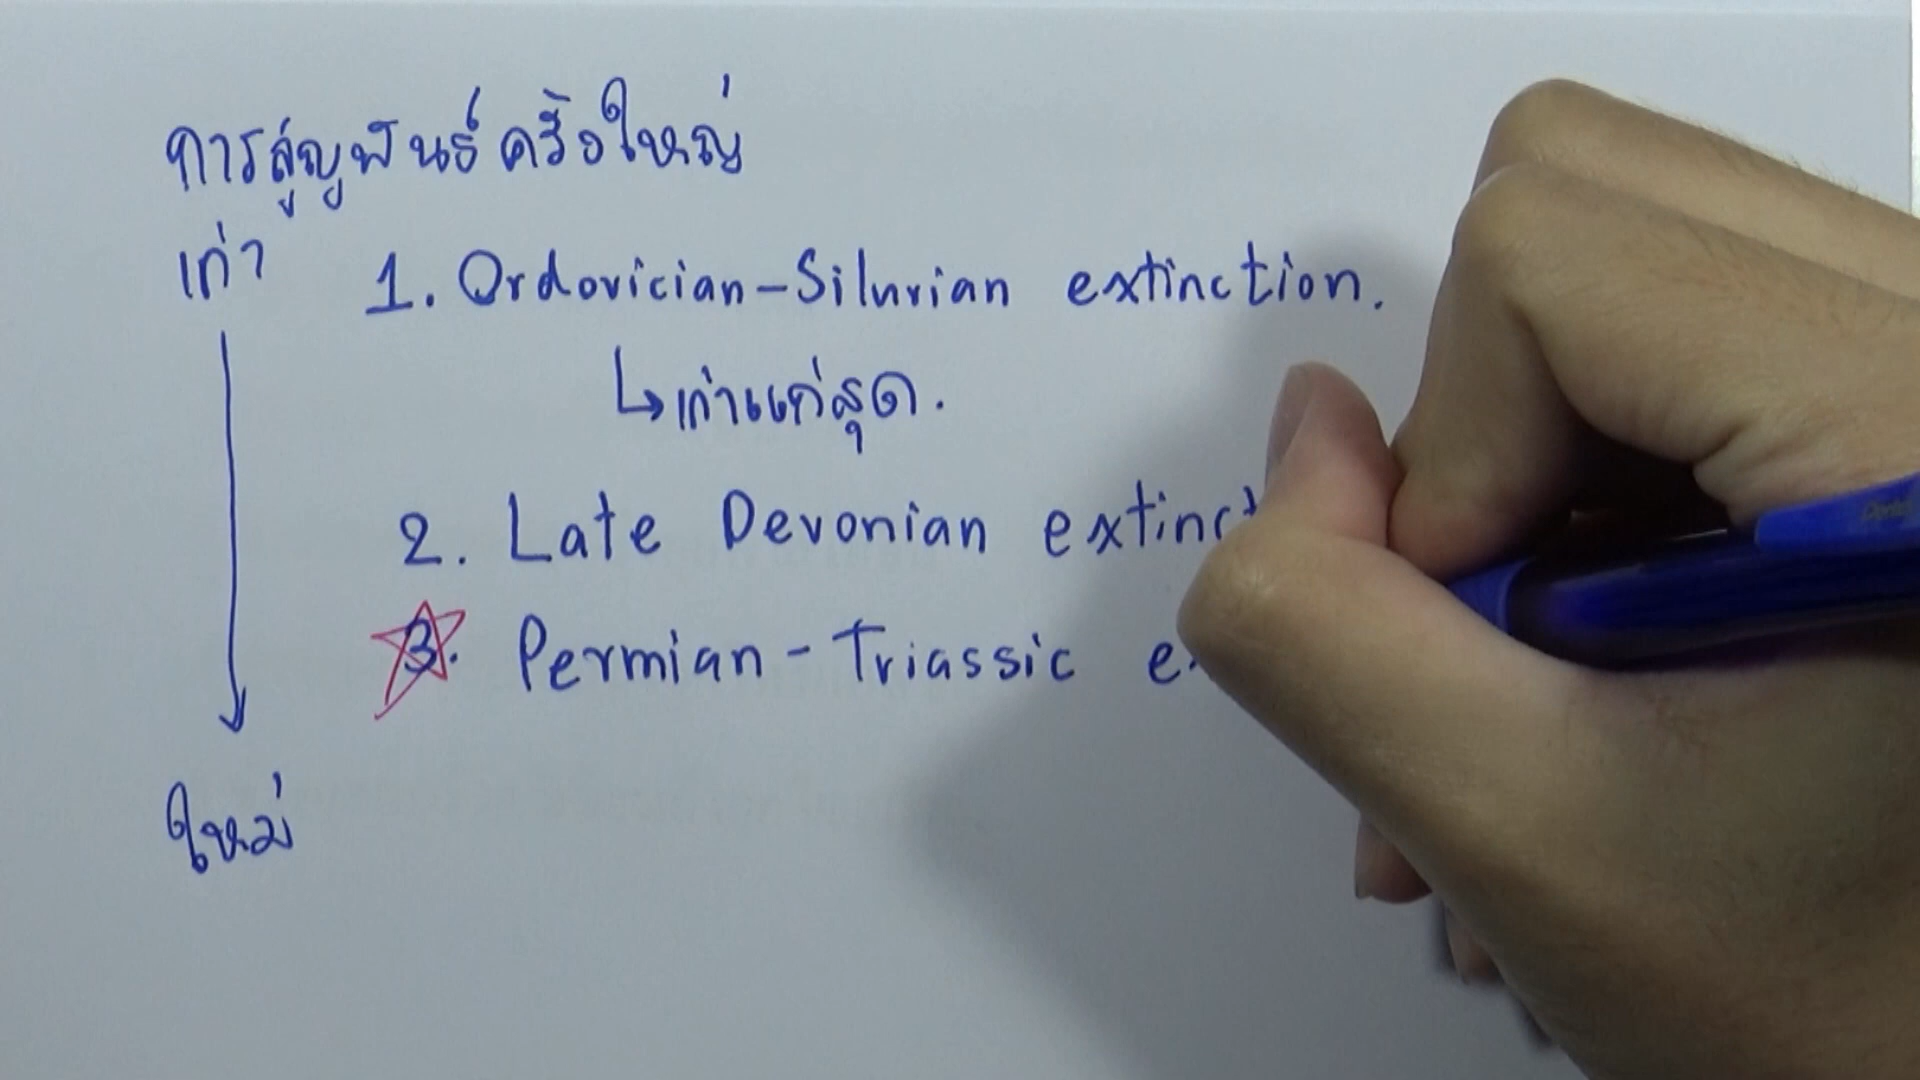 การสูญพันธ์ ครั้งใหญ่
เก่า
1. Ordovician-Silurian extinction.
↳ เก่าแก่สุด.
2. Late Devonian extinct
3. Permian - Triassic
ใหม่